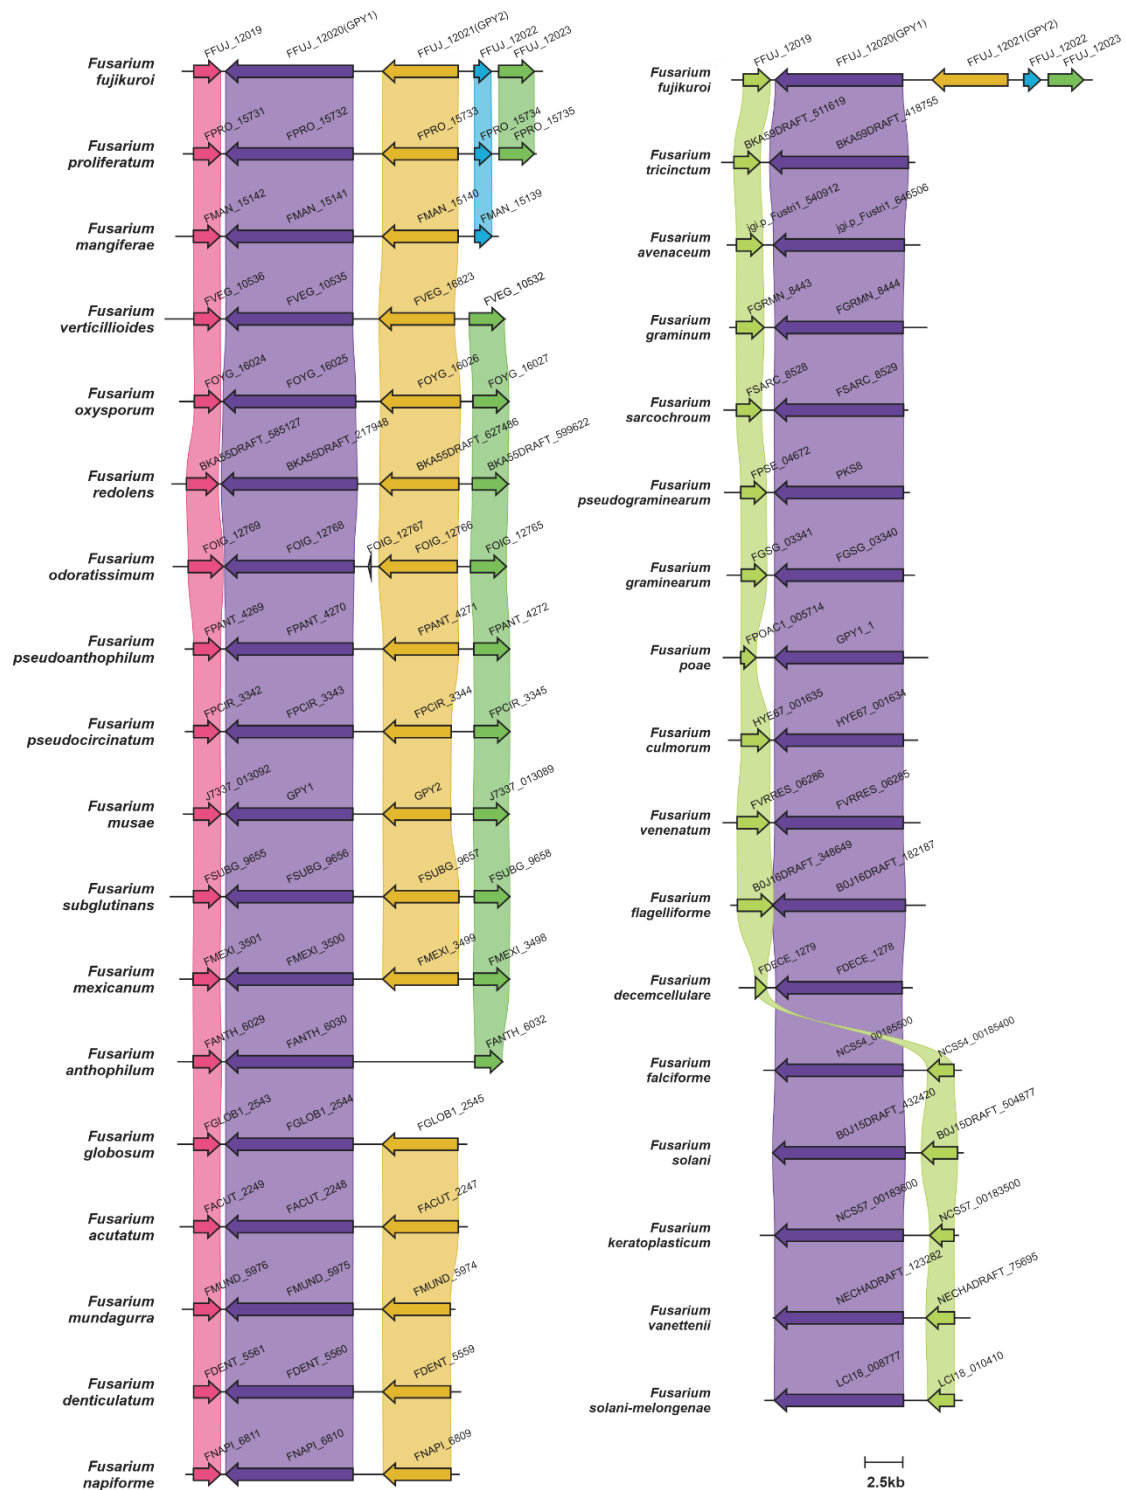 Fusarium
fujikuroi
FFUJ_12019
FFUJ_12020(GPY1)
FFUJ_12021(GPY2)
FFUJ_12022
FFUJ_12023
Fusarium
proliferatum
FPRO_15731
FPRO_15732
FPRO_15733
FPRO_15734
FPRO_15735
Fusarium
mangiferae
FMAN_15142
FMAN_15141
FMAN_15140
FMAN_15139
Fusarium
verticillioides
FVEG_10536
FVEG_10535
FVEG_16823
FVEG_10532
Fusarium
oxysporum
FOYG_16024
FOYG_16025
FOYG_16026
FOYG_16027
Fusarium
redolens
BKA55DRAFT_585127
BKA55DRAFT_217948
BKA55DRAFT_627486
BKA55DRAFT_599622
Fusarium
odoratissimum
FOIG_12769
FOIG_12768
FOIG_12767
FOIG_12766
FOIG_12765
Fusarium
pseudoanthophilum
FPANT_4269
FPANT_4270
FPANT_4271
FPANT_4272
Fusarium
pseudocircinatum
FPCIR_3342
FPCIR_3343
FPCIR_3344
FPCIR_3345
Fusarium
musae
J7337_013092
GPY1
GPY2
J7337_013089
Fusarium
subglutinans
FSUBG_9655
FSUBG_9656
FSUBG_9657
FSUBG_9658
Fusarium
mexicanum
FMEXI_3501
FMEXI_3500
FMEXI_3499
FMEXI_3498
Fusarium
anthophilum
FANTH_6029
FANTH_6030
FANTH_6032
Fusarium
globosum
FGLOB1_2543
FGLOB1_2544
FGLOB1_2545
Fusarium
acutatum
FACUT_2249
FACUT_2248
FACUT_2247
Fusarium
mundagurra
FMUND_5976
FMUND_5975
FMUND_5974
Fusarium
denticulatum
FDENT_5561
FDENT_5560
FDENT_5559
Fusarium
napiforme
FNAPI_6811
FNAPI_6810
FNAPI_6809
Fusarium
fujikuroi
FFUJ_12019
FFUJ_12020(GPY1)
FFUJ_12021(GPY2)
FFUJ_12022
FFUJ_12023
Fusarium
tricinctum
BKA59DRAFT_511619
BKA59DRAFT_418755
Fusarium
avenaceum
jgi.p_Fustri1_540912
jgi.p_Fustri1_646506
Fusarium
graminum
FGRMN_8443
FGRMN_8444
Fusarium
sarcochroum
FSARC_8528
FSARC_8529
Fusarium
pseudograminearum
FPSE_04672
PKS8
Fusarium
graminearum
FGSG_03341
FGSG_03340
Fusarium
poae
FPOAC1_005714
GPY1_1
Fusarium
culmorum
HYE67_001635
HYE67_001634
Fusarium
venenatum
FVRRES_06286
FVRRES_06285
Fusarium
flagelliforme
B0J16DRAFT_348649
B0J16DRAFT_182187
Fusarium
decemcellulare
FDECE_1279
FDECE_1278
Fusarium
falciforme
NCS54_00185500
NCS54_00185400
Fusarium
solani
B0J15DRAFT_432420
B0J15DRAFT_504877
Fusarium
keratoplasticum
NCS57_00183600
NCS57_00183500
Fusarium
vanettenii
NECHADRAFT_123282
NECHADRAFT_75695
Fusarium
solani-melongenae
LCI18_008777
LCI18_010410
2.5kb